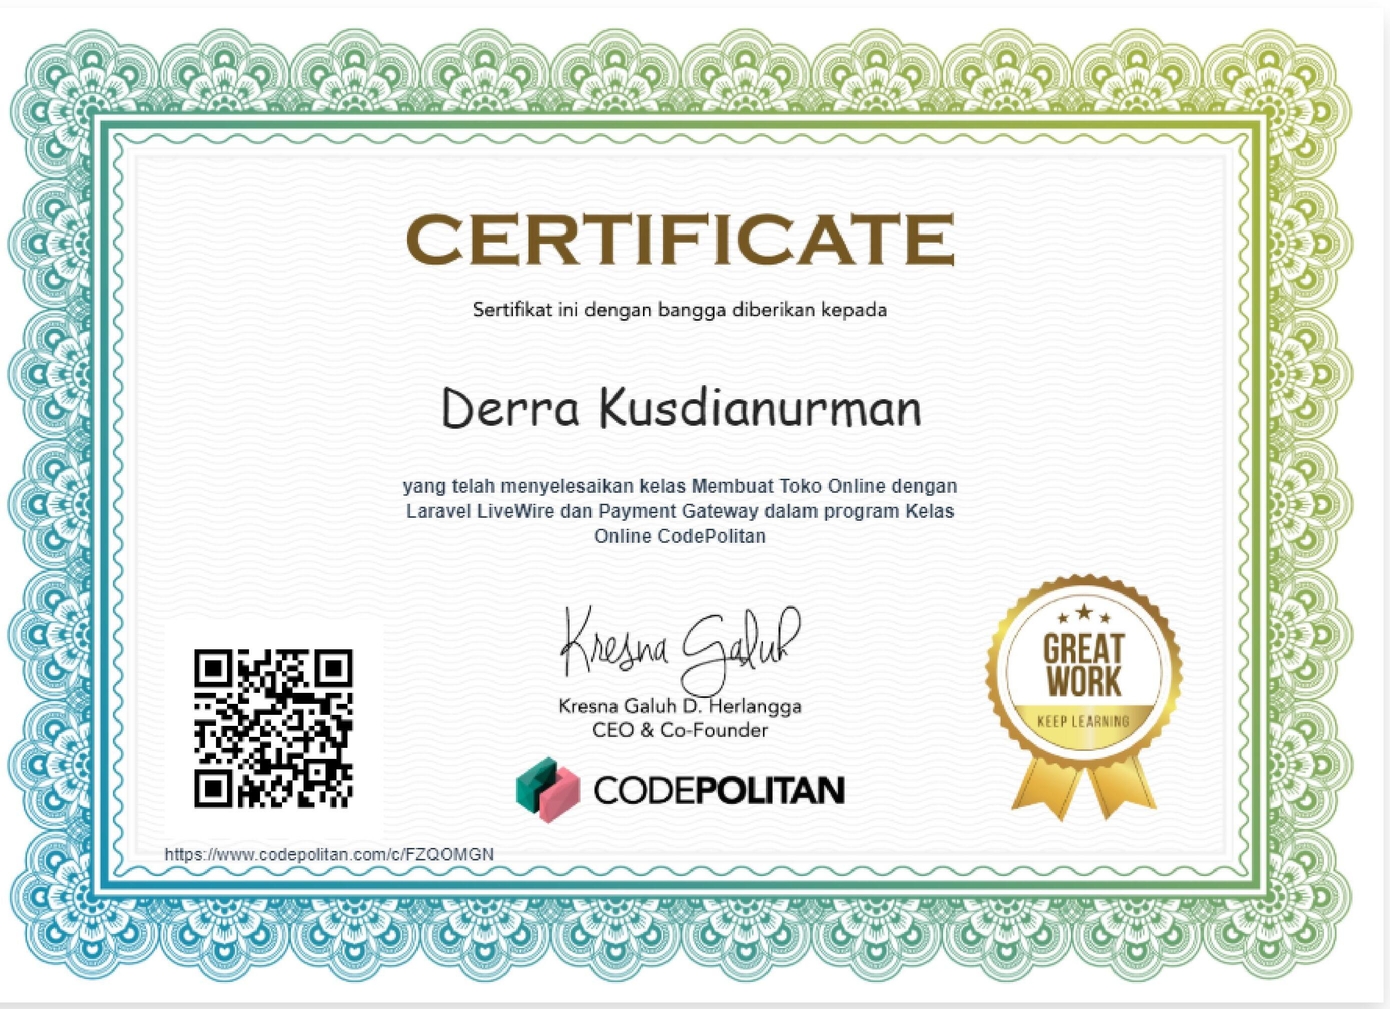 CERTIFICATE
Sertifikat ini dengan bangga diberikan kepada
Derra Kusdianurman
yang telah menyelesaikan kelas Membuat Toko Online dengan
Laravel LiveWire dan Payment Gateway dalam program Kelas
Online CodePolitan
Kresna Galuh
Kresna Galuh D. Herlangga
CEO & Co-Founder
CODEPOLITAN
GREAT
WORK
KEEP LEARNING
https://www.codepolitan.com/c/FZQOMGN